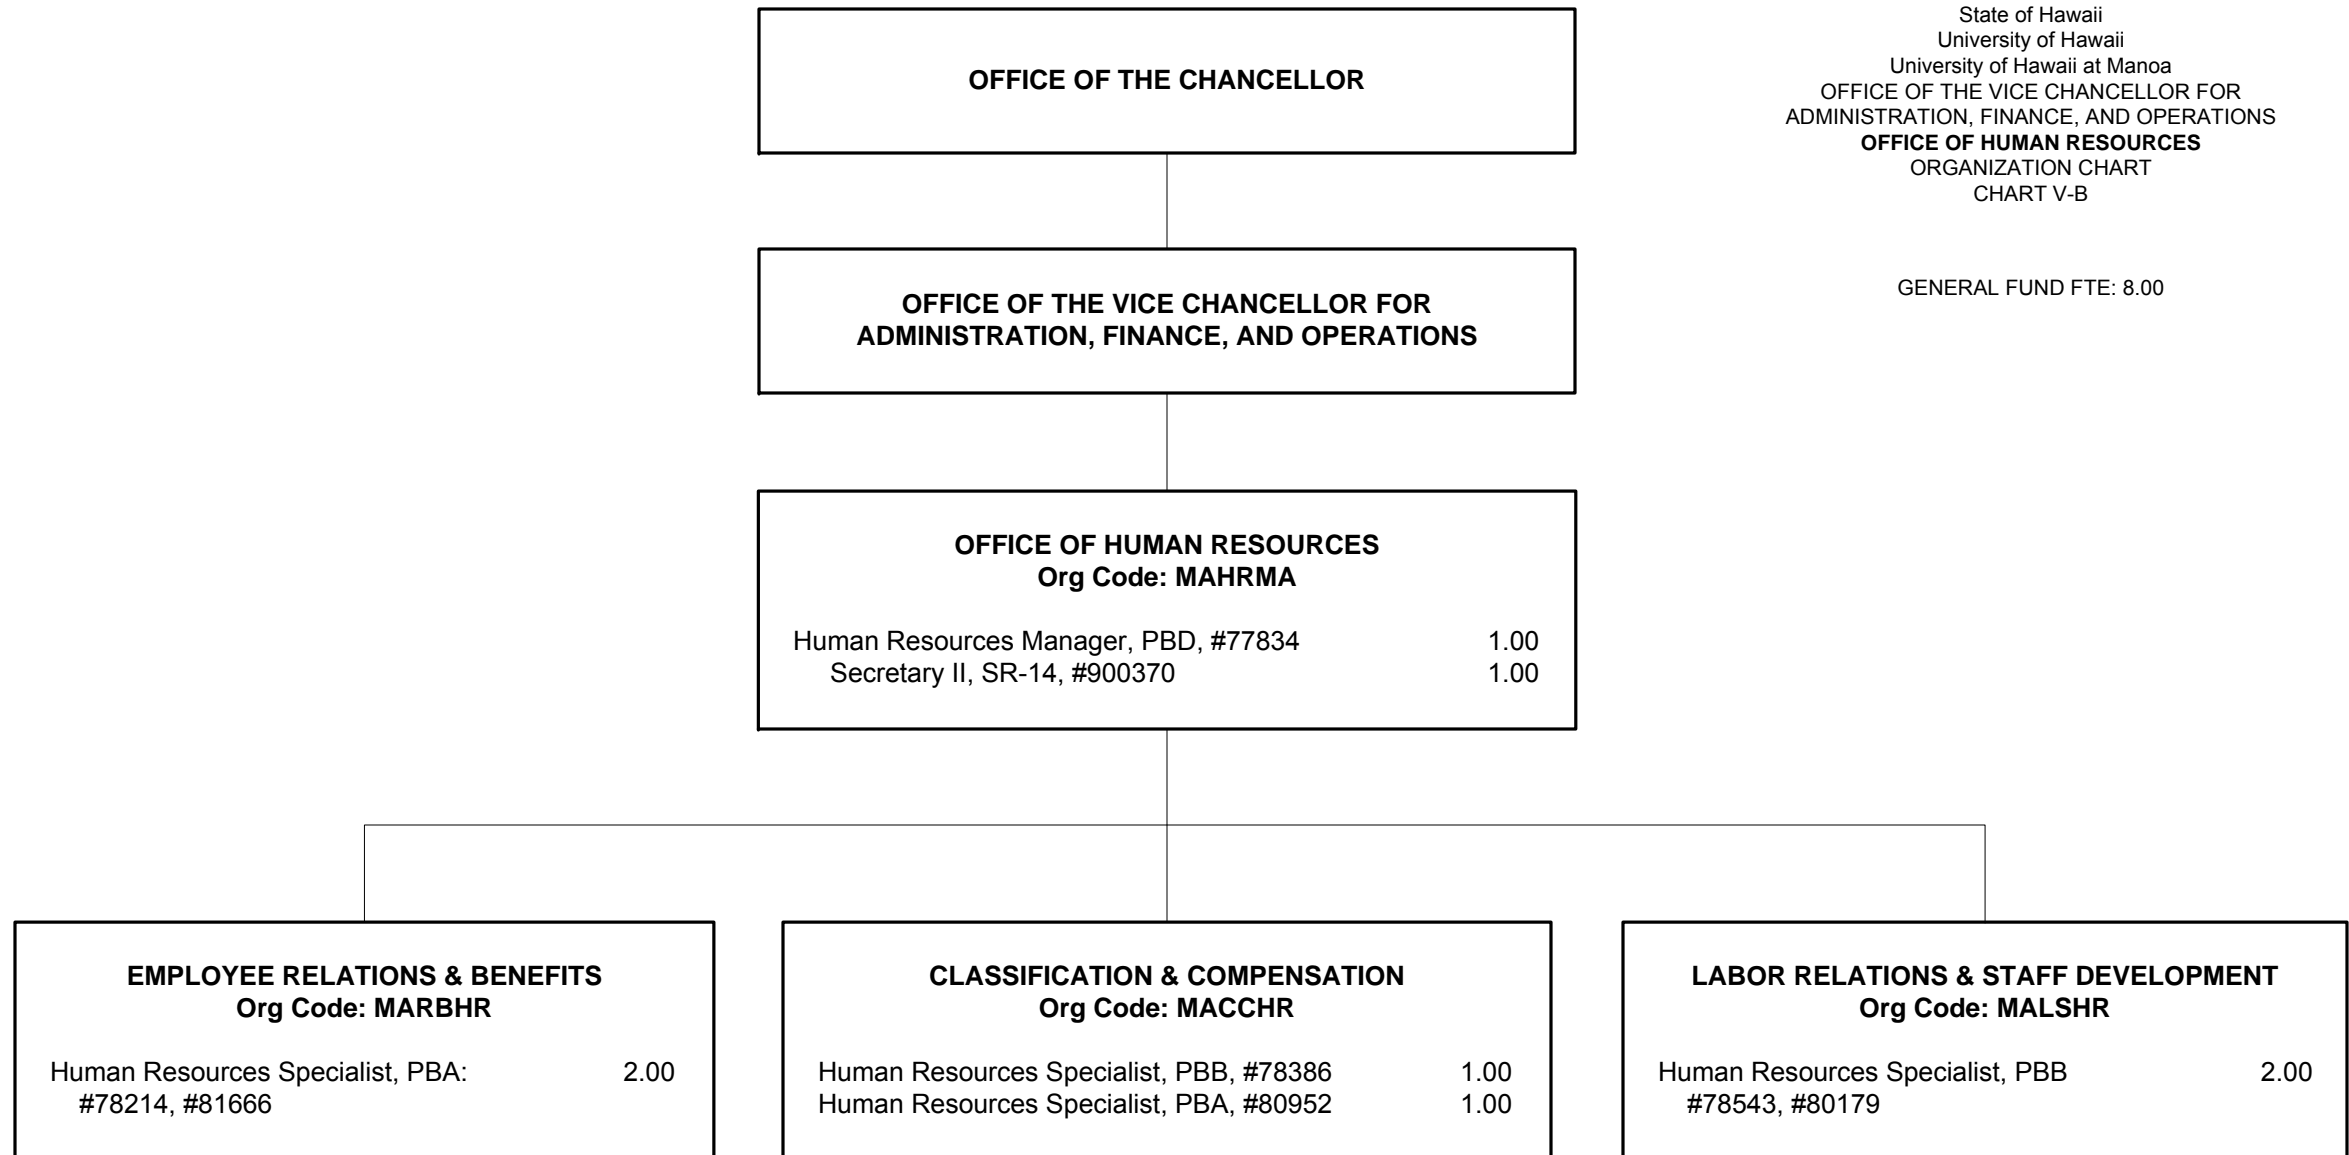 State of Hawaii
University of Hawaii
University of Hawaii at Manoa
OFFICE OF THE VICE CHANCELLOR FOR
ADMINISTRATION, FINANCE, AND OPERATIONS
OFFICE OF HUMAN RESOURCES
ORGANIZATION CHART
CHART V-B
GENERAL FUND FTE: 8.00
OFFICE OF THE CHANCELLOR
OFFICE OF THE VICE CHANCELLOR FOR
ADMINISTRATION, FINANCE, AND OPERATIONS
OFFICE OF HUMAN RESOURCES
Org Code: MAHRMA
Human Resources Manager, PBD, #77834 1.00
Secretary II, SR-14, #900370 1.00
EMPLOYEE RELATIONS & BENEFITS
Org Code: MARBHR
Human Resources Specialist, PBA: 2.00
#78214, #81666
CLASSIFICATION & COMPENSATION
Org Code: MACCHR
Human Resources Specialist, PBB, #78386 1.00
Human Resources Specialist, PBA, #80952 1.00
LABOR RELATIONS & STAFF DEVELOPMENT
Org Code: MALSHR
Human Resources Specialist, PBB 2.00
#78543, #80179